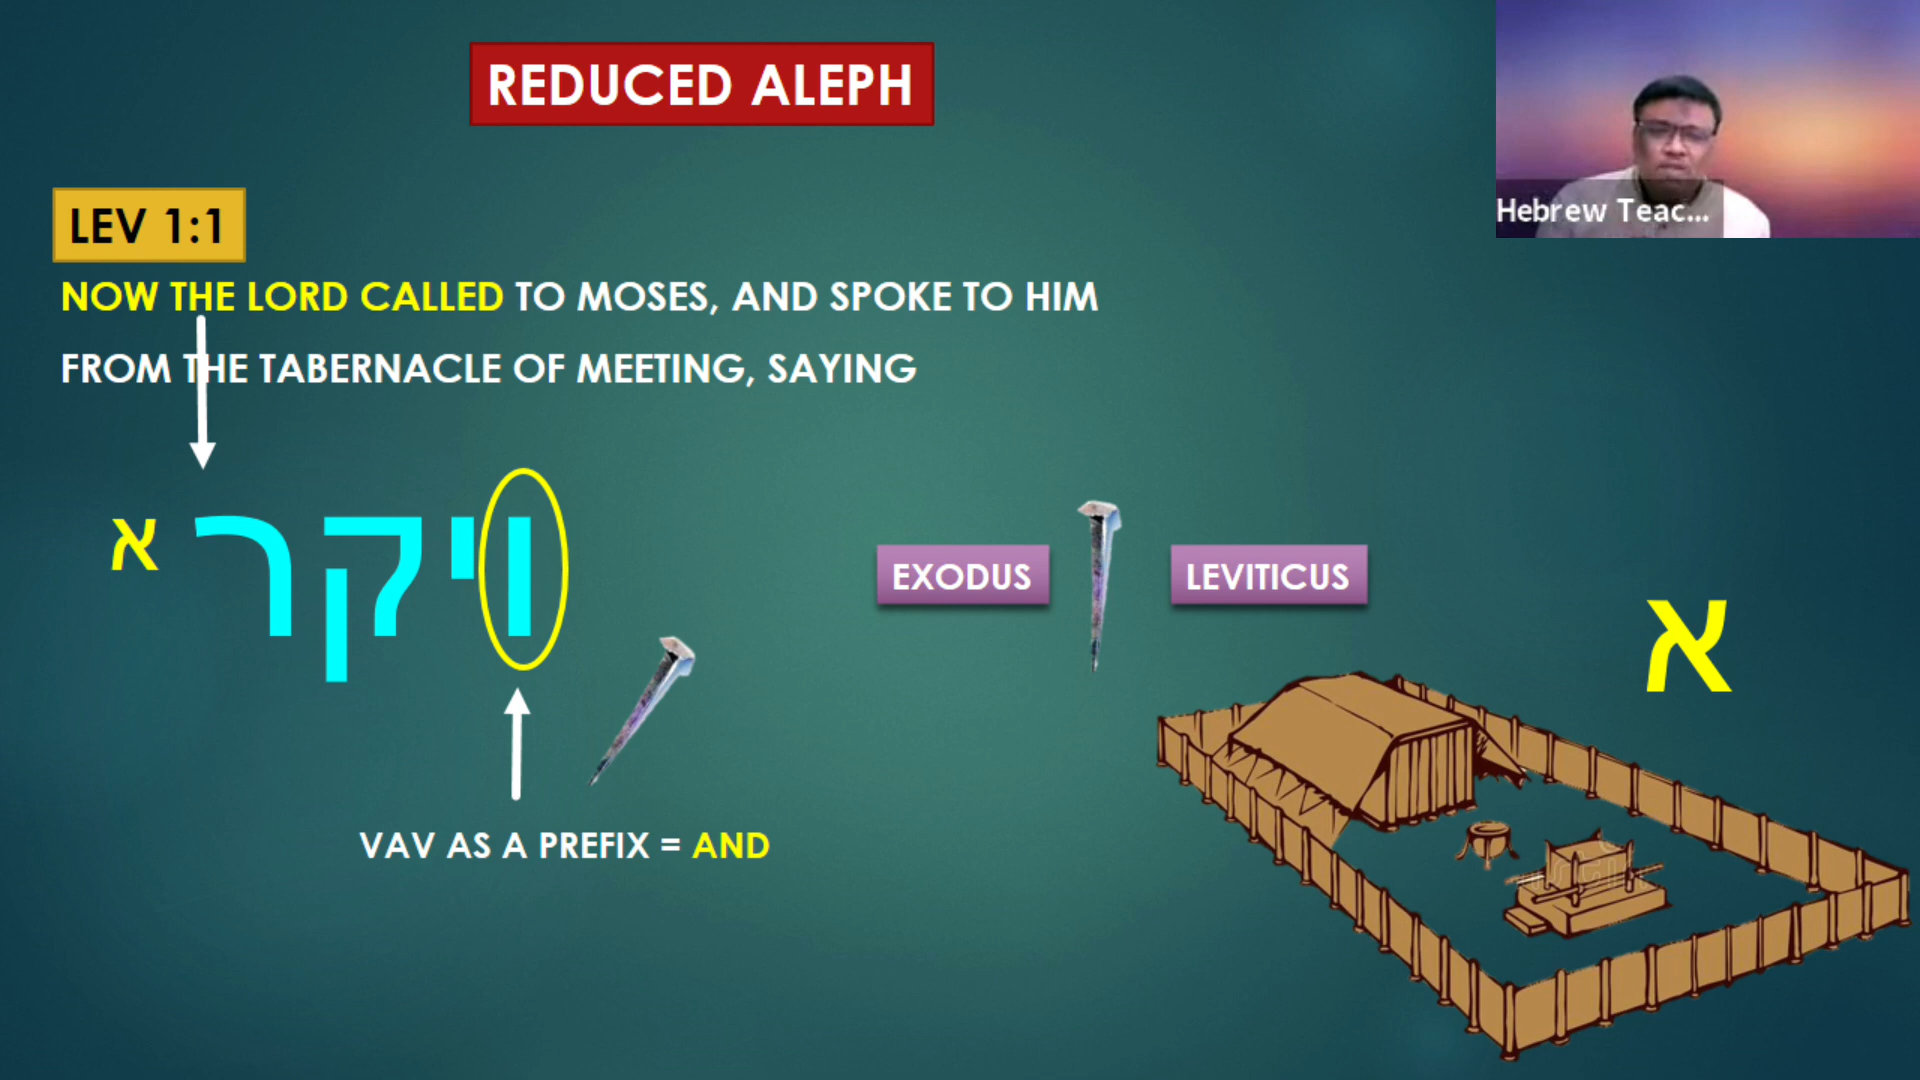 REDUCED ALEPH
Hebrew Teac...
LEV 1:1
NOW THE LORD CALLED TO MOSES, AND SPOKE TO HIM
FROM THE TABERNACLE OF MEETING, SAYING
ויקרא
EXODUS
LEVITICUS
א
VAV AS A PREFIX = AND